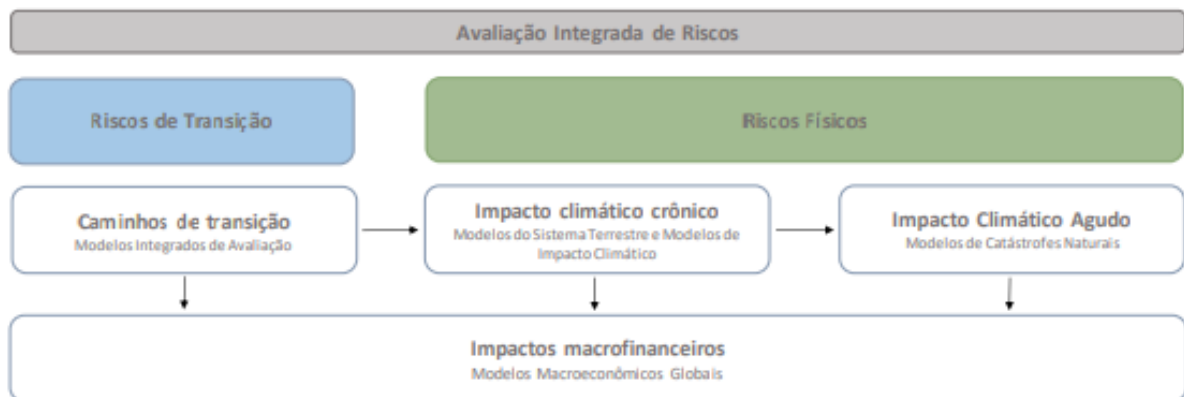 Avaliação Integrada de Riscos
Riscos de Transição
Riscos Físicos
Caminhos de transição
Modelos Integrados de Avaliação
Impacto climático crônico
Modelos do Sistema Terrestre e Modelos de
Impacto Climático
Impacto Climático Agudo
Modelos de Catástrofes Naturais
Impactos macrofinanceiros
Modelos Macroeconômicos Globais